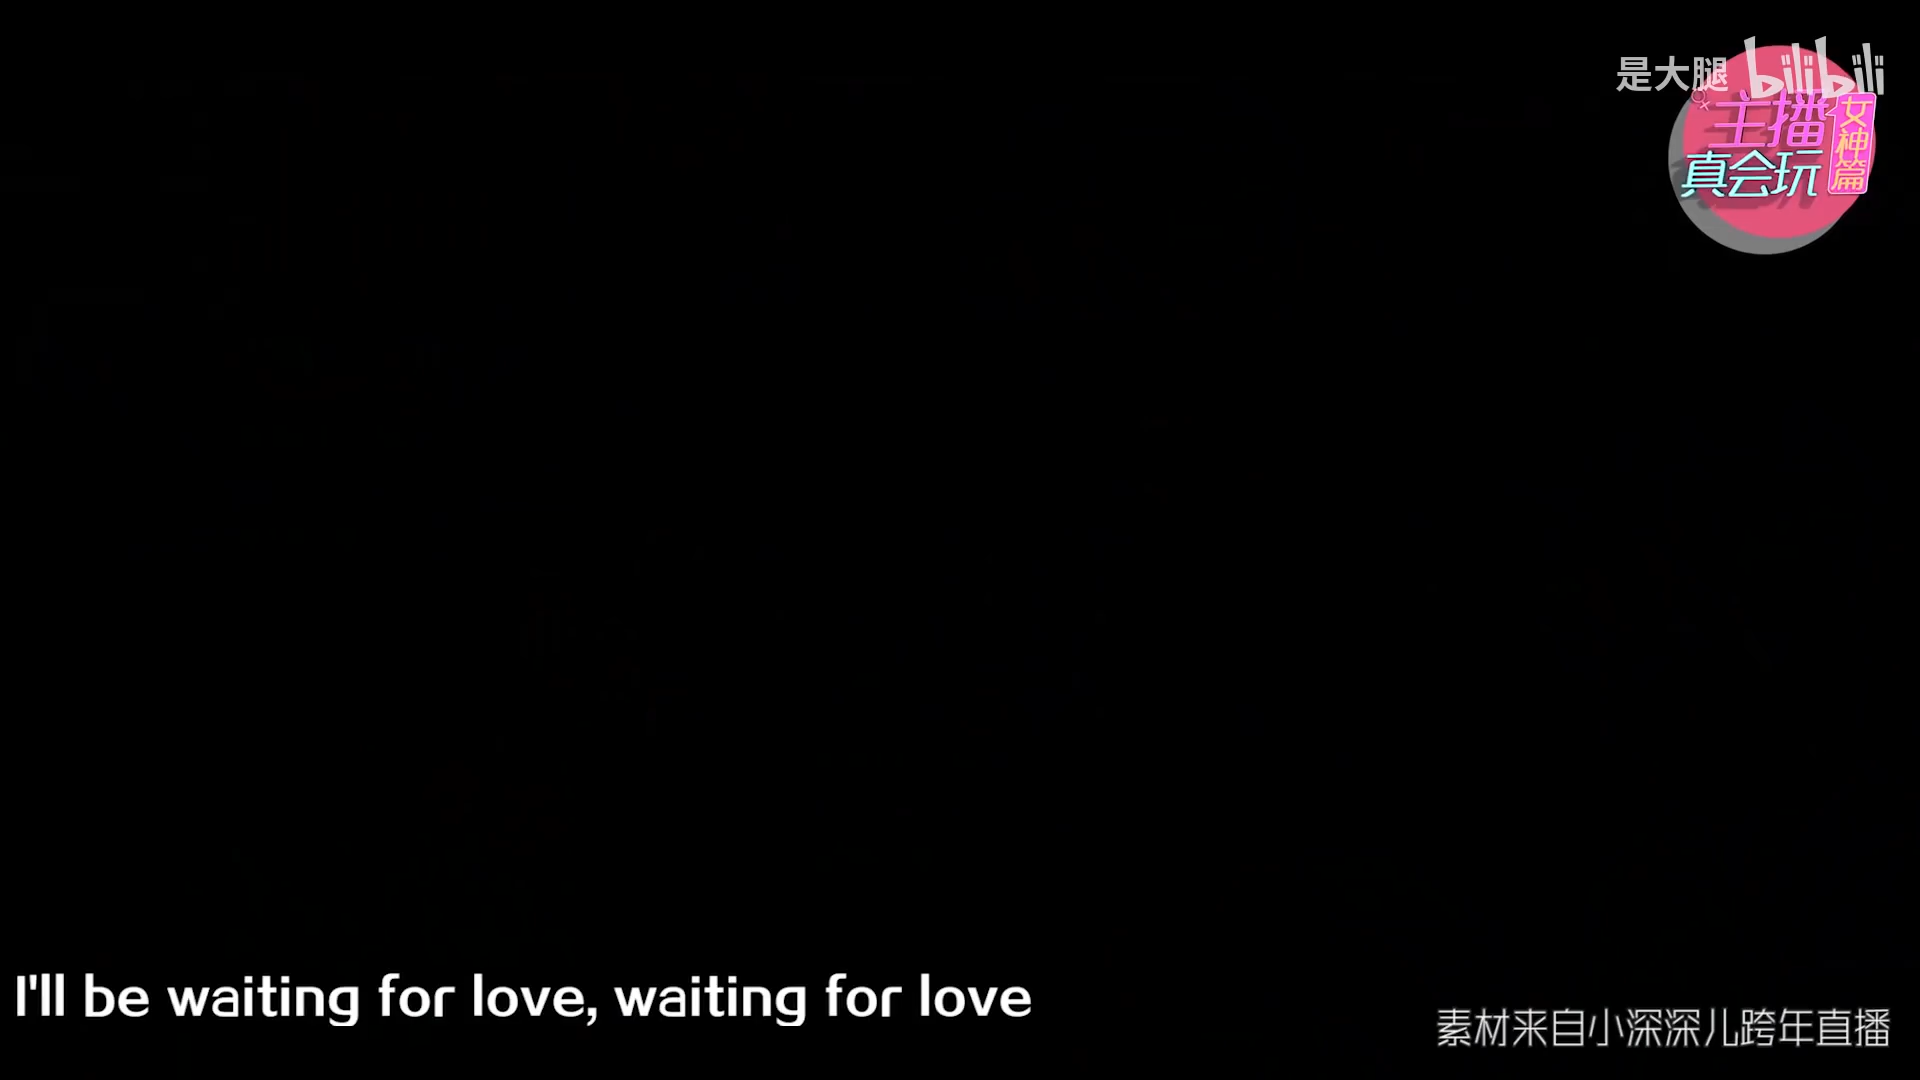 是大腿 bilibili
主播
真会玩
女神篇
I'll be waiting for love, waiting for love
素材来自小深深儿跨年直播